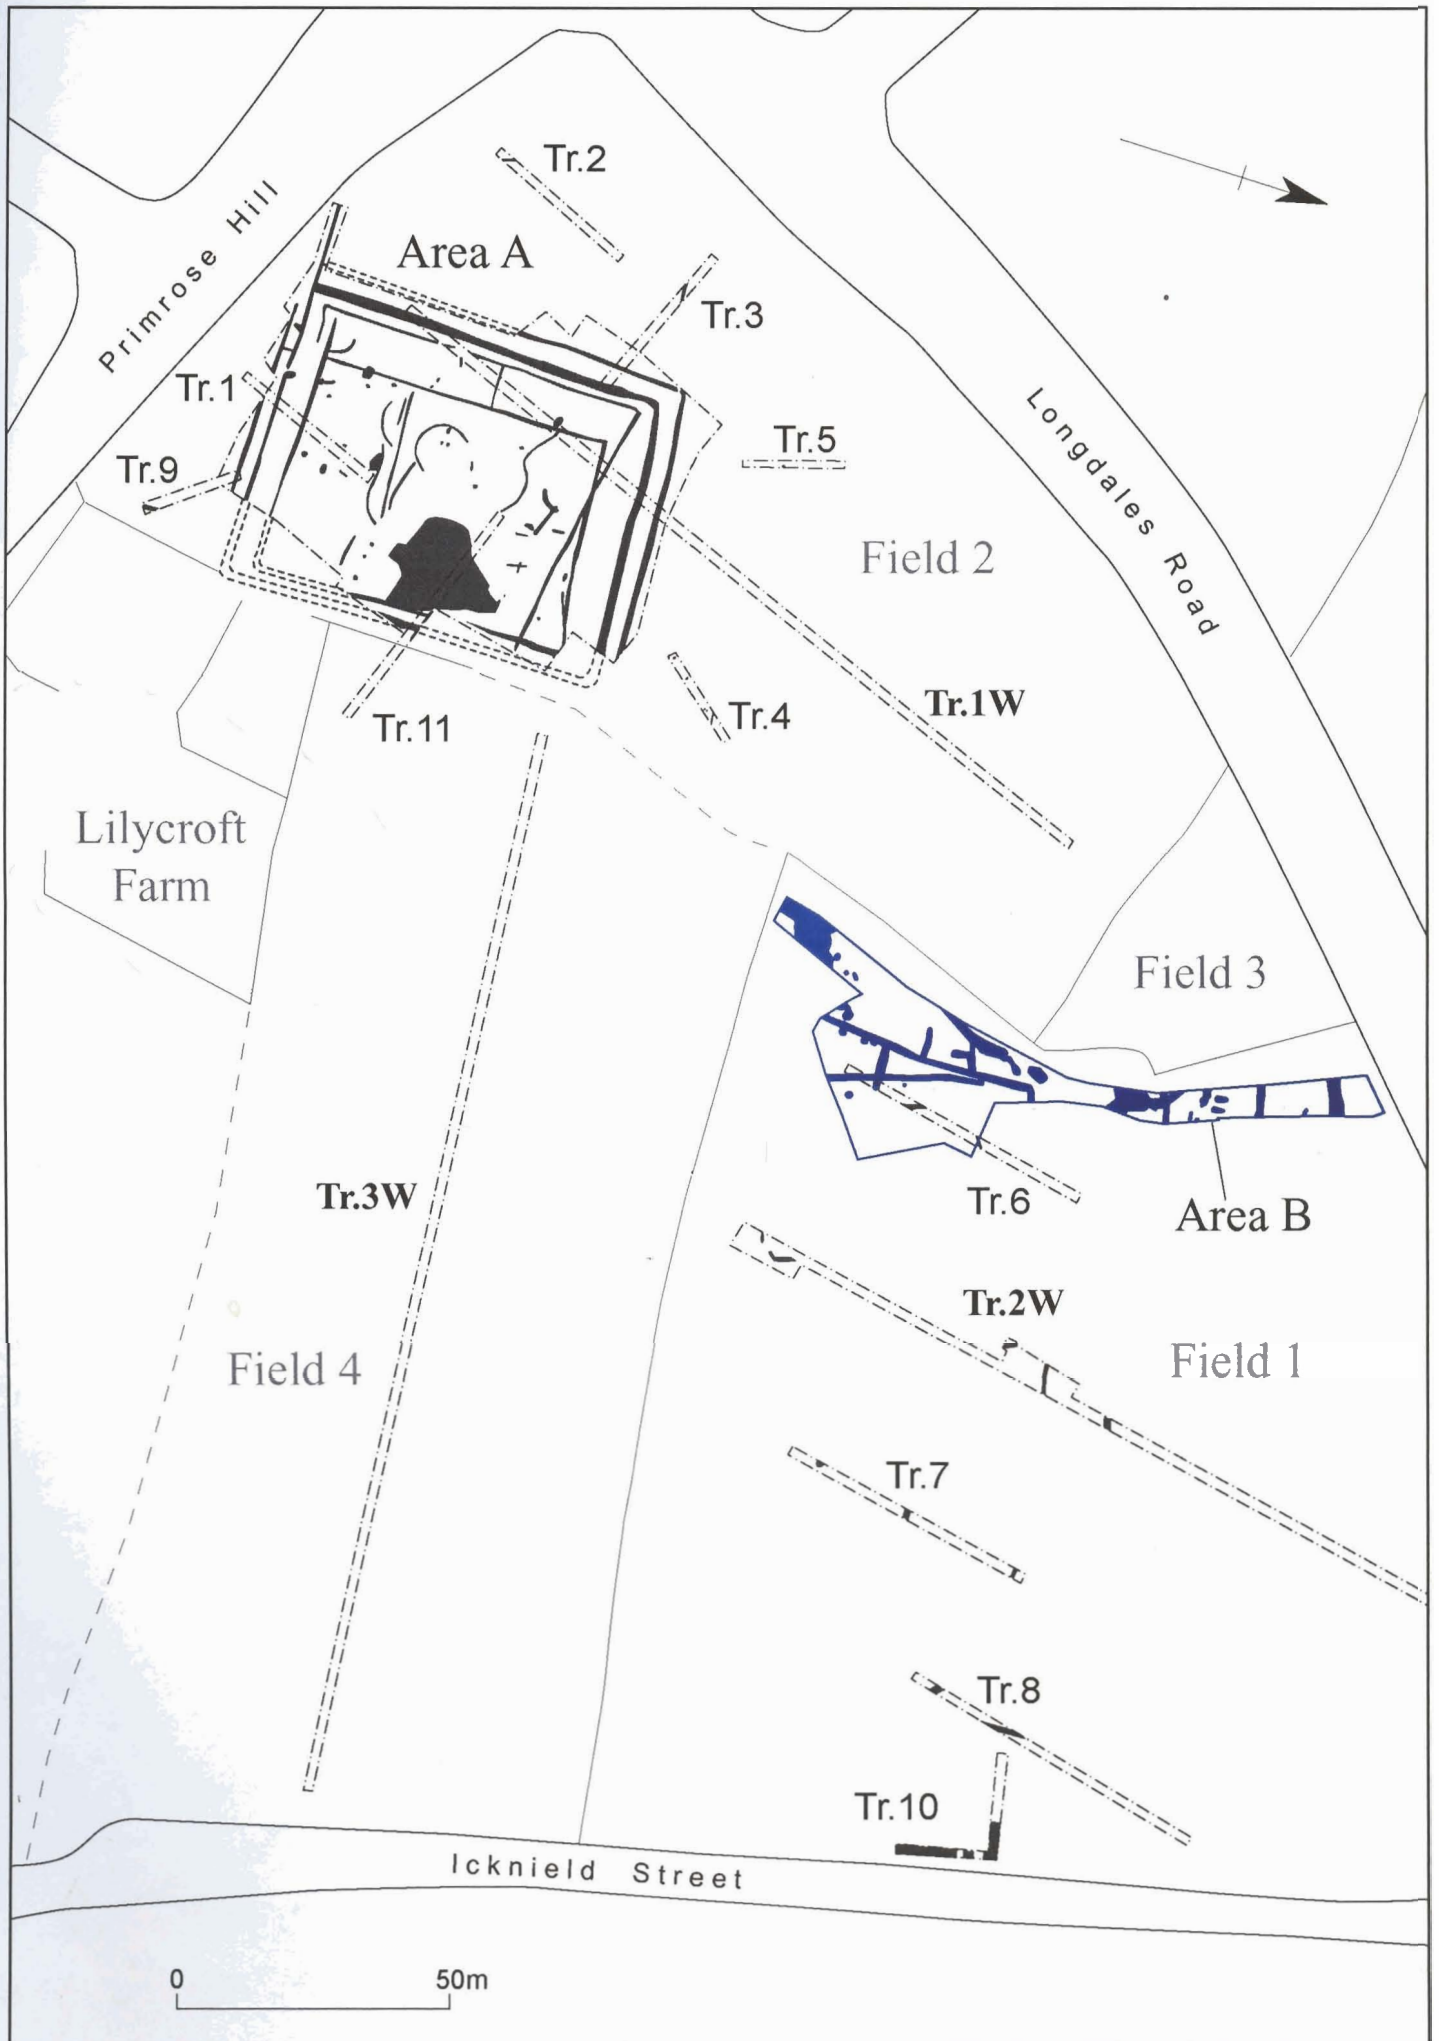 Tr.2
Primrose Hill
Area A
Tr.3
Tr.1
Longdales Road
Tr.5
Tr.9
Field 2
Tr.1W
Tr.4
Tr.11
Lilycroft
Farm
Field 3
Tr.3W
Tr.6
Area B
Tr.2W
Field 4
Field 1
Tr.7
Tr.8
Tr.10
Icknield Street
0
50m